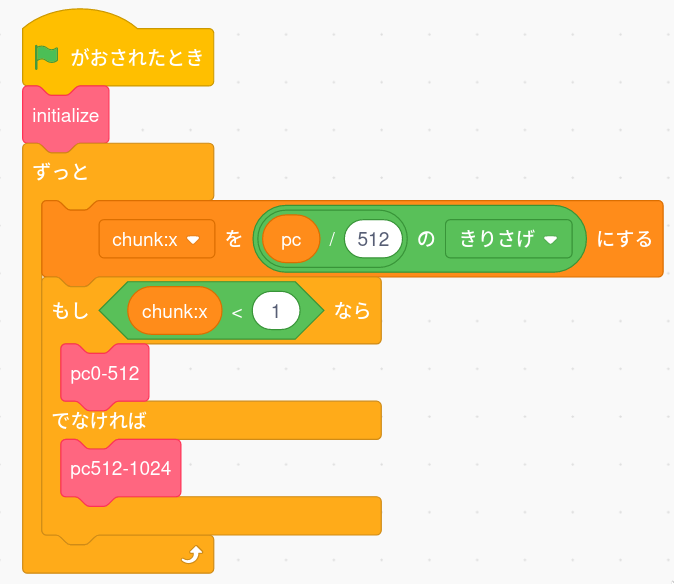 がおされたとき
initialize
ずっと
chunk:x を pc / 512 の きりさげ にする
もし chunk:x < 1 なら
pc0-512
でなければ
pc512-1024